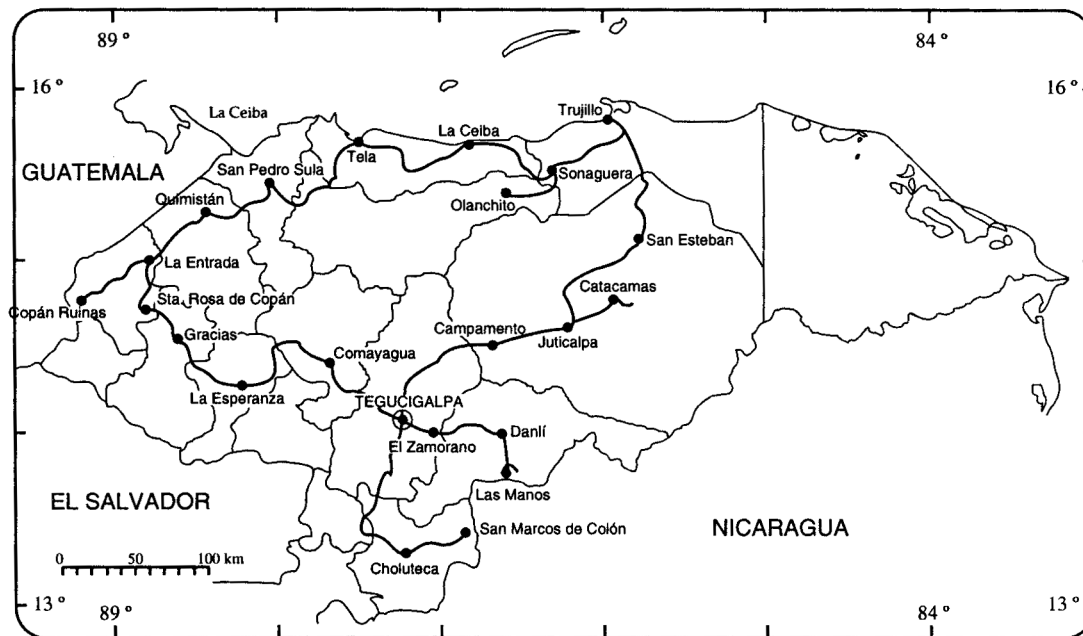 89 °
84 °
16 °
16 °
La Ceiba
Trujillo
La Ceiba
Tela
GUATEMALA
San Pedro Sula
Sonaguera
Quimistán
Olanchito
San Esteban
La Entrada
Catacamas
Sta. Rosa de Copán
Copán Ruinas
Gracias
Campamento
Juticalpa
Comayagua
La Esperanza
TEGUCIGALPA
Danlí
El Zamorano
Las Manos
EL SALVADOR
San Marcos de Colón
NICARAGUA
0 50 100 km
Choluteca
13 °
89 °
84 °
13 °